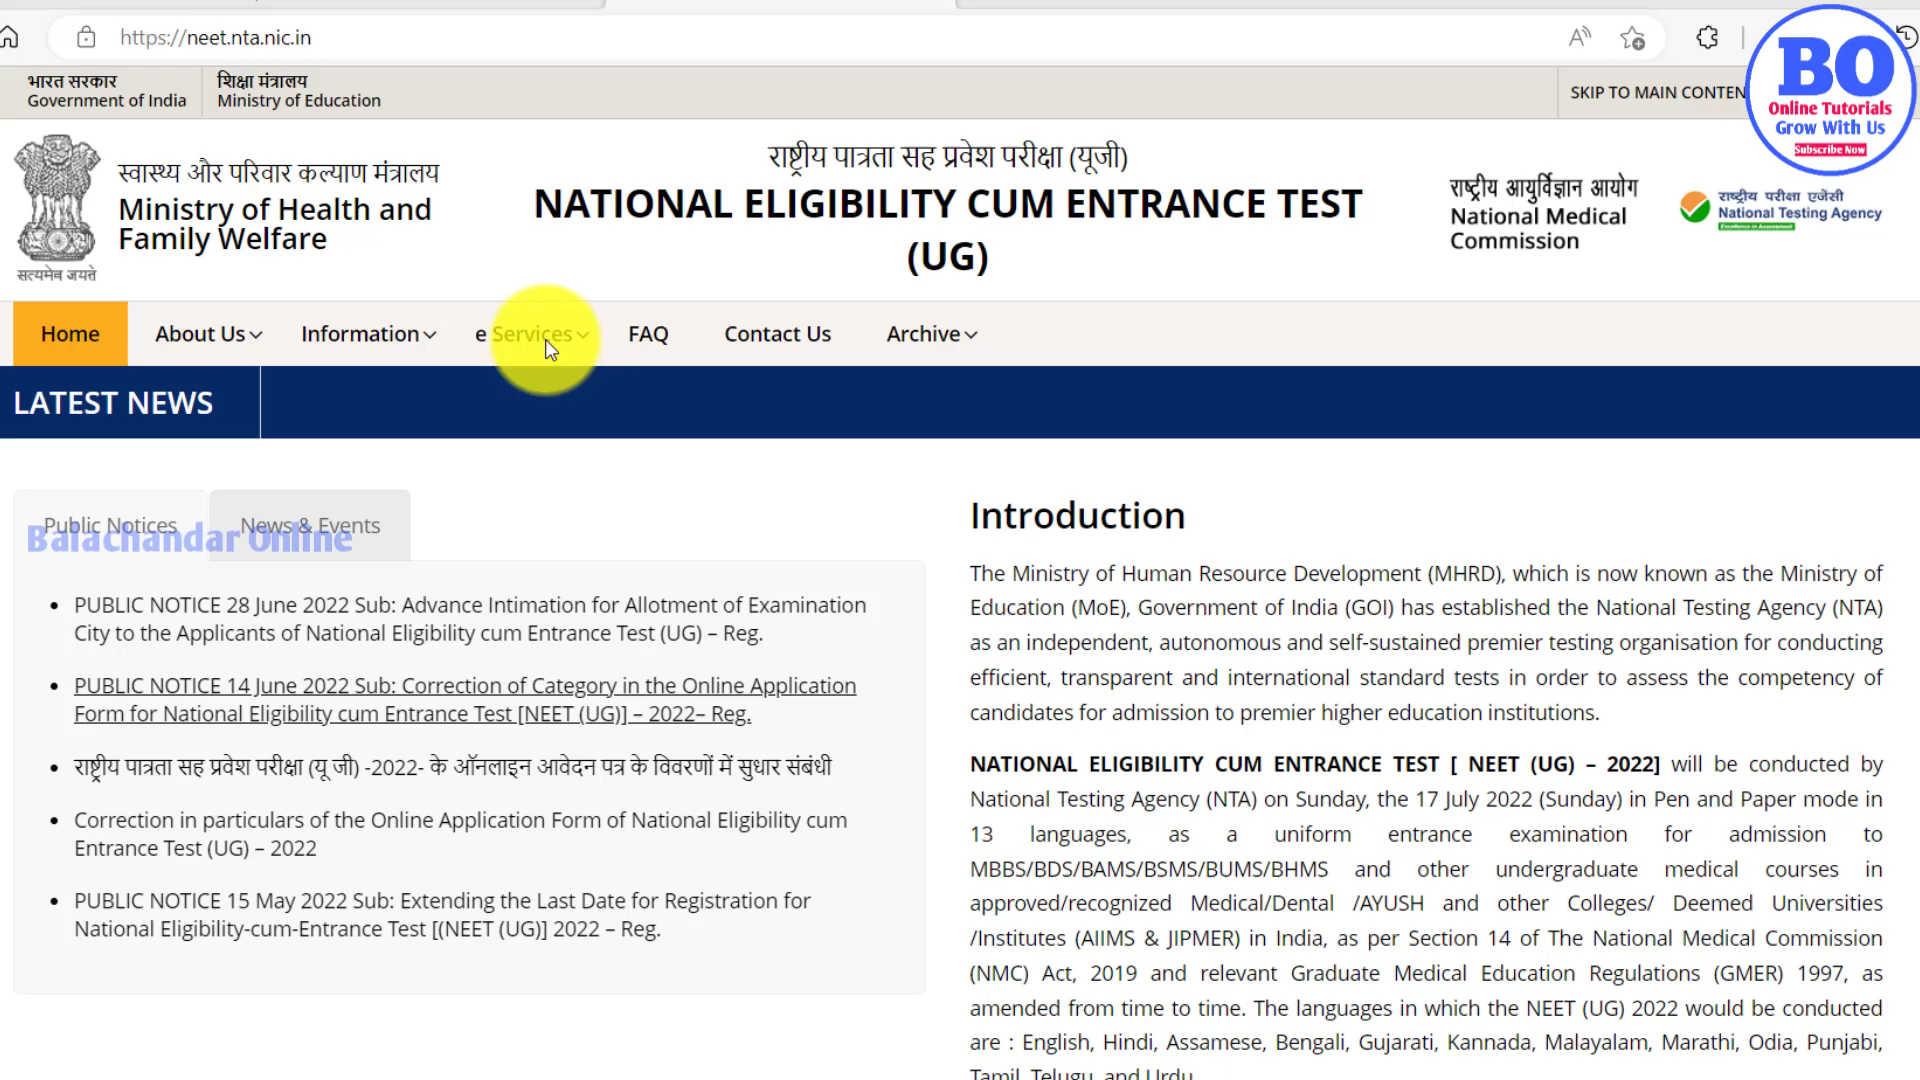 https://neet.nta.nic.in
भारत सरकार
Government of India
शिक्षा मंत्रालय
Ministry of Education
SKIP TO MAIN CONTEN
BO
Online Tutorials
Grow With Us
Subscribe Now
स्वास्थ्य और परिवार कल्याण मंत्रालय
Ministry of Health and
Family Welfare
सत्यमेव जयते
राष्ट्रीय पात्रता सह प्रवेश परीक्षा (यूजी)
NATIONAL ELIGIBILITY CUM ENTRANCE TEST
(UG)
राष्ट्रीय आयुर्विज्ञान आयोग
National Medical
Commission
राष्ट्रीय परीक्षा एजेंसी
National Testing Agency
Excellence in Assessment
Home
About Us
Information
e Services
FAQ
Contact Us
Archive
LATEST NEWS
Public Notices
News & Events
Balachandar Online
PUBLIC NOTICE 28 June 2022 Sub: Advance Intimation for Allotment of Examination
City to the Applicants of National Eligibility cum Entrance Test (UG) – Reg.
PUBLIC NOTICE 14 June 2022 Sub: Correction of Category in the Online Application
Form for National Eligibility cum Entrance Test [NEET (UG)] – 2022– Reg.
राष्ट्रीय पात्रता सह प्रवेश परीक्षा (यू जी) -2022- के ऑनलाइन आवेदन पत्र के विवरणों में सुधार संबंधी
Correction in particulars of the Online Application Form of National Eligibility cum
Entrance Test (UG) – 2022
PUBLIC NOTICE 15 May 2022 Sub: Extending the Last Date for Registration for
National Eligibility-cum-Entrance Test [(NEET (UG)] 2022 – Reg.
Introduction
The Ministry of Human Resource Development (MHRD), which is now known as the Ministry of
Education (MoE), Government of India (GOI) has established the National Testing Agency (NTA)
as an independent, autonomous and self-sustained premier testing organisation for conducting
efficient, transparent and international standard tests in order to assess the competency of
candidates for admission to premier higher education institutions.
NATIONAL ELIGIBILITY CUM ENTRANCE TEST [ NEET (UG) – 2022] will be conducted by
National Testing Agency (NTA) on Sunday, the 17 July 2022 (Sunday) in Pen and Paper mode in
13 languages, as a uniform entrance examination for admission to
MBBS/BDS/BAMS/BSMS/BUMS/BHMS and other undergraduate medical courses in
approved/recognized Medical/Dental /AYUSH and other Colleges/ Deemed Universities
/Institutes (AIIMS & JIPMER) in India, as per Section 14 of The National Medical Commission
(NMC) Act, 2019 and relevant Graduate Medical Education Regulations (GMER) 1997, as
amended from time to time. The languages in which the NEET (UG) 2022 would be conducted
are : English, Hindi, Assamese, Bengali, Gujarati, Kannada, Malayalam, Marathi, Odia, Punjabi,
Tamil, Telugu, and Urdu